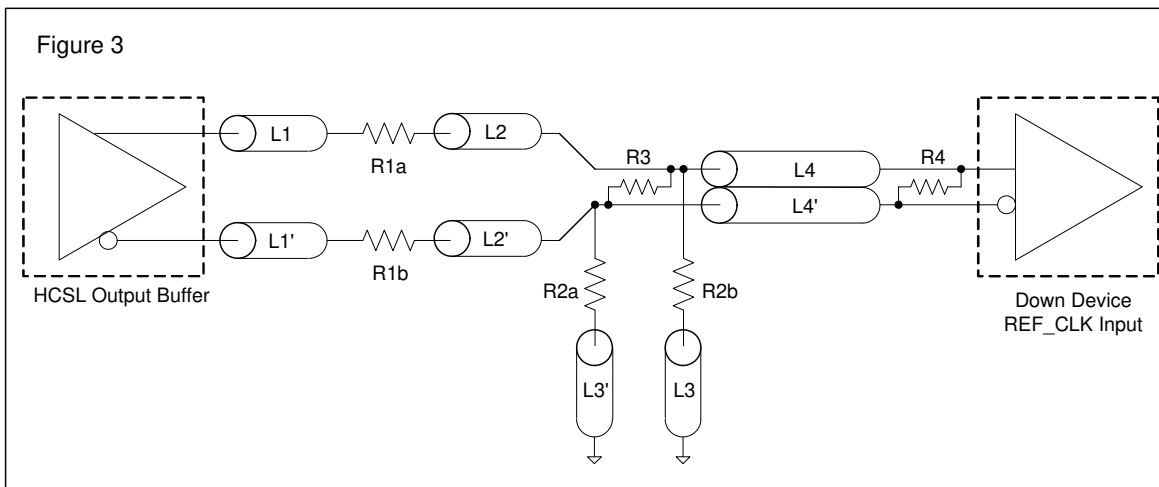 Figure 3
L1
R1a
L2
R3
L4
R4
L4'
L1'
R1b
L2'
HCSL Output Buffer
R2a
R2b
Down Device
REF_CLK Input
L3'
L3